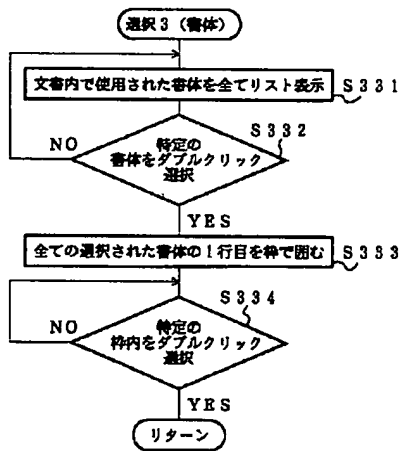 選択3(書体)
文書内で使用された書体を全てリスト表示
S331
S332
NO
特定の
書体をダブルクリック
選択
YES
全ての選択された書体の1行目を枠で囲む
S333
S334
NO
特定の
枠内をダブルクリック
選択
YES
リターン